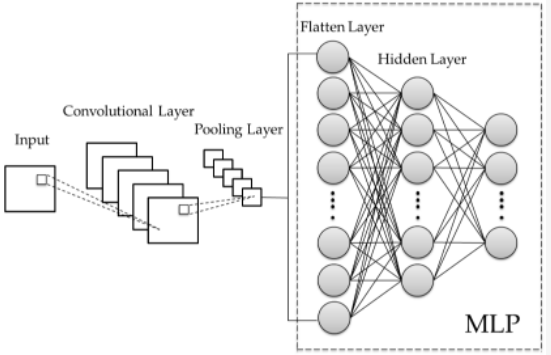 Flatten Layer
Hidden Layer
Convolutional Layer
Pooling Layer
Input
MLP